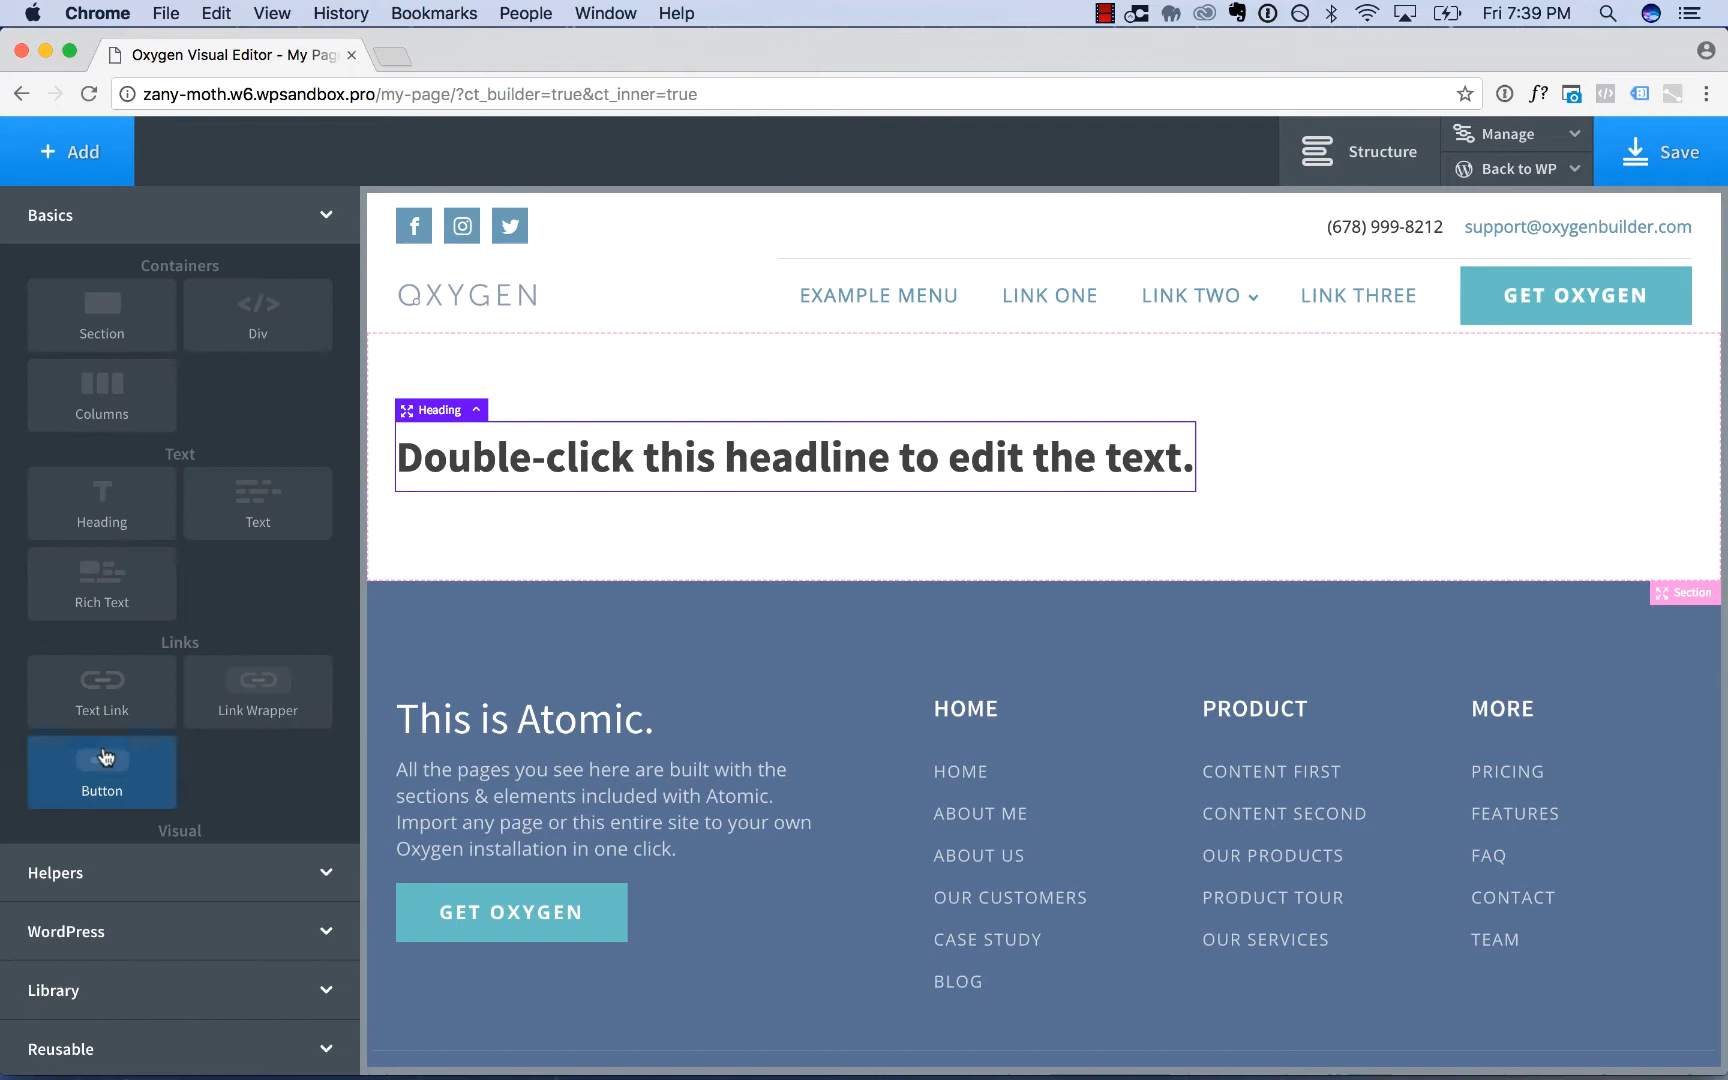 Chrome File Edit View History Bookmarks People Window Help Fri 7:39 PM
Oxygen Visual Editor - My Pag
zany-moth.w6.wpsandbox.pro/my-page/?ct_builder=true&ct_inner=true
f?
+ Add
Structure
Manage
Back to WP
Save
Basics
Containers
Section
</>
Div
Columns
Text
T
Heading
Text
Rich Text
Links
Text Link
Link Wrapper
Button
Visual
Helpers
WordPress
Library
Reusable
(678) 999-8212 support@oxygenbuilder.com
OXYGEN
EXAMPLE MENU LINK ONE LINK TWO LINK THREE GET OXYGEN
Heading
Double-click this headline to edit the text.
Section
This is Atomic.
All the pages you see here are built with the
sections & elements included with Atomic.
Import any page or this entire site to your own
Oxygen installation in one click.
GET OXYGEN
HOME
HOME
ABOUT ME
ABOUT US
OUR CUSTOMERS
CASE STUDY
BLOG
PRODUCT
CONTENT FIRST
CONTENT SECOND
OUR PRODUCTS
PRODUCT TOUR
OUR SERVICES
MORE
PRICING
FEATURES
FAQ
CONTACT
TEAM